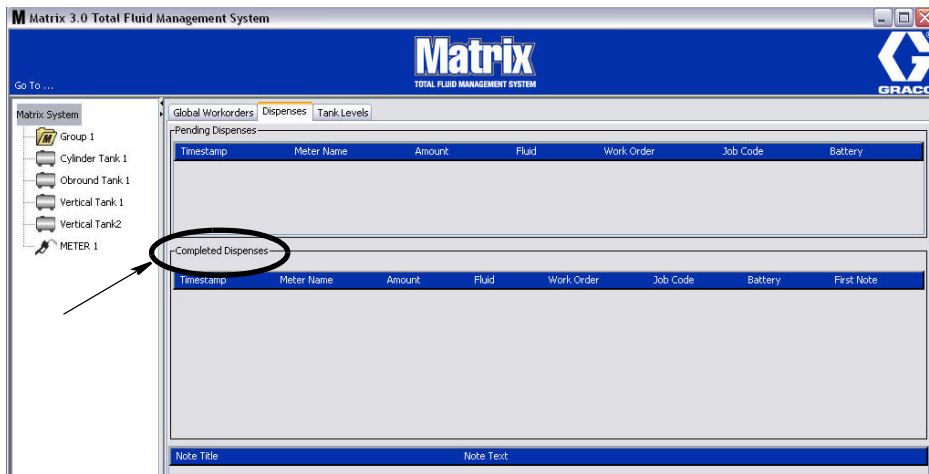 M Matrix 3.0 Total Fluid Management System
Matrix
TOTAL FLUID MANAGEMENT SYSTEM
Go To ...
GRACO
Matrix System
Group 1
Cylinder Tank 1
Obround Tank 1
Vertical Tank 1
Vertical Tank2
METER 1
Global Workorders Dispenses Tank Levels
Pending Dispenses
Timestamp Meter Name Amount Fluid Work Order Job Code Battery
Completed Dispenses
Timestamp Meter Name Amount Fluid Work Order Job Code Battery First Note
Note Title Note Text